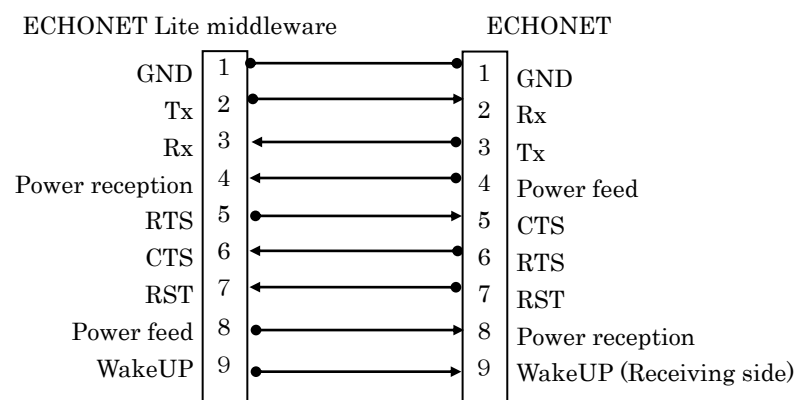 ECHONET Lite middleware ECHONET
GND 1 1 GND
Tx 2 2 Rx
Rx 3 3 Tx
Power reception 4 4 Power feed
RTS 5 5 CTS
CTS 6 6 RTS
RST 7 7 RST
Power feed 8 8 Power reception
WakeUP 9 9 WakeUP (Receiving side)